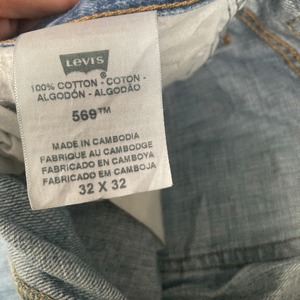 LEVI'S
®
100% COTTON - COTON -
ALGODÓN - ALGODÃO
569™
MADE IN CAMBODIA
FABRIQUE AU CAMBODGE
FABRICADO EN CAMBOYA
FABRICADO EM CAMBOJA
32 X 32